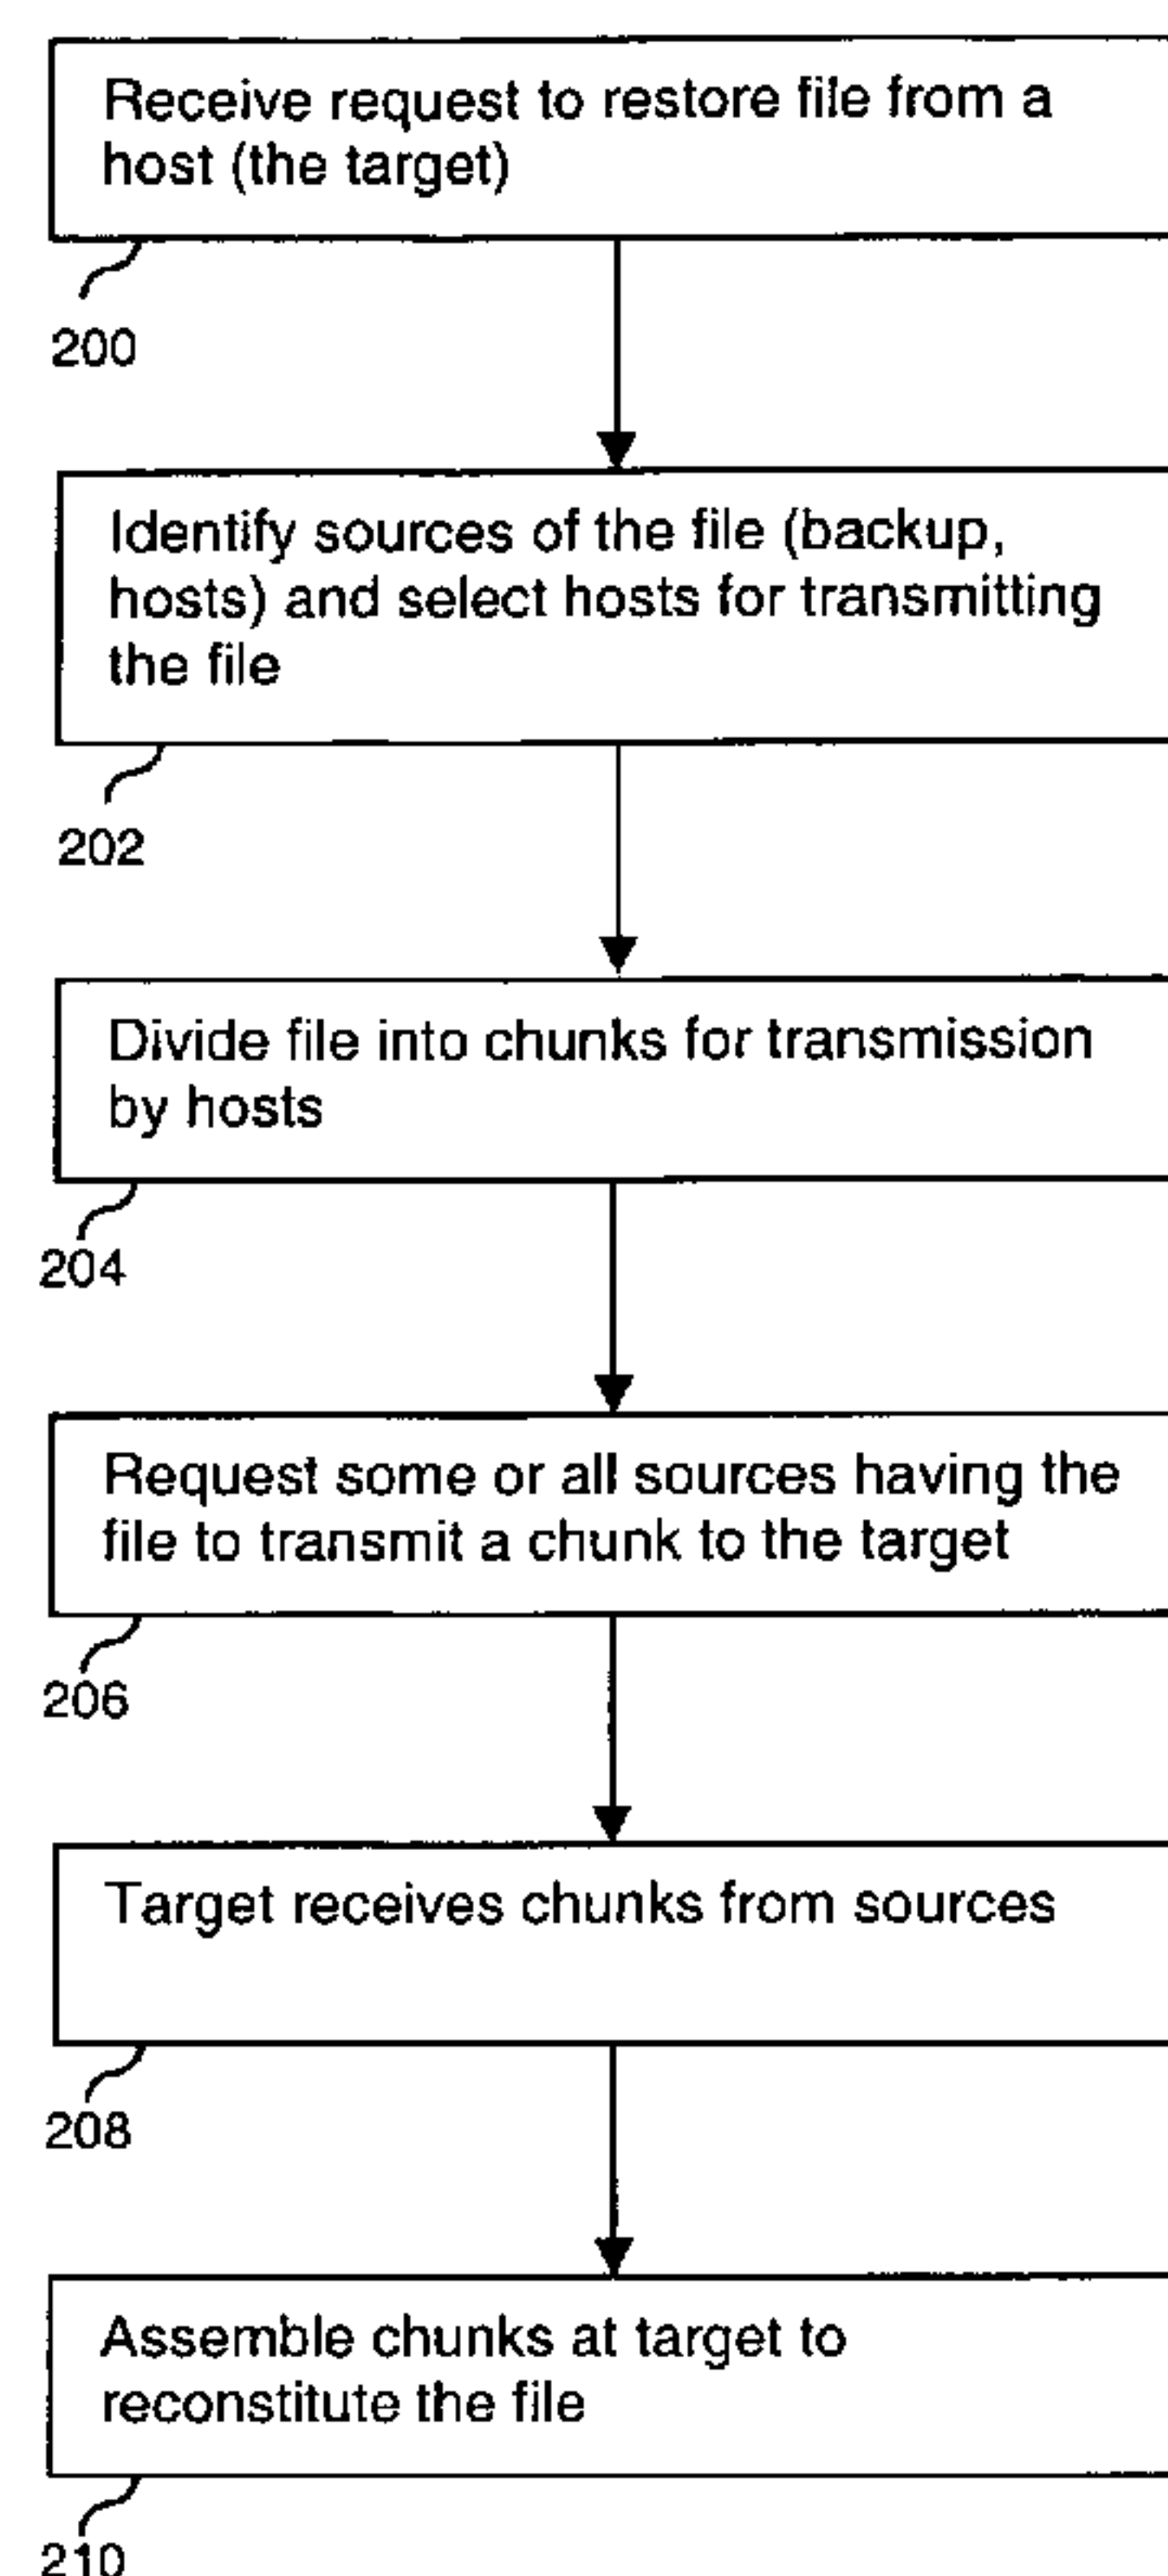 Receive request to restore file from a
host (the target)
200
Identify sources of the file (backup,
hosts) and select hosts for transmitting
the file
202
Divide file into chunks for transmission
by hosts
204
Request some or all sources having the
file to transmit a chunk to the target
206
Target receives chunks from sources
208
Assemble chunks at target to
reconstitute the file
210